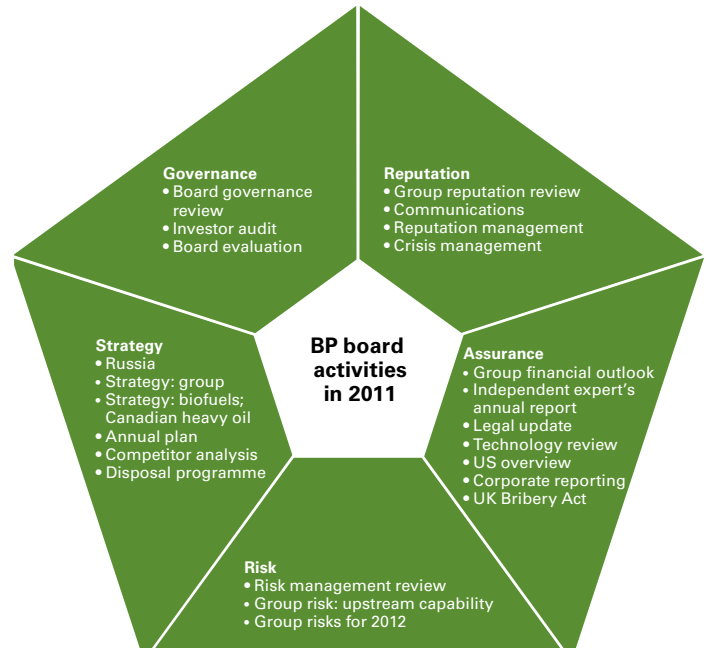 Governance
• Board governance
review
• Investor audit
• Board evaluation
Reputation
• Group reputation review
• Communications
• Reputation management
• Crisis management
Strategy
• Russia
• Strategy: group
• Strategy: biofuels;
Canadian heavy oil
• Annual plan
• Competitor analysis
• Disposal programme
BP board
activities
in 2011
Assurance
• Group financial outlook
• Independent expert's
annual report
• Legal update
• Technology review
• US overview
• Corporate reporting
• UK Bribery Act
Risk
• Risk management review
• Group risk: upstream capability
• Group risks for 2012